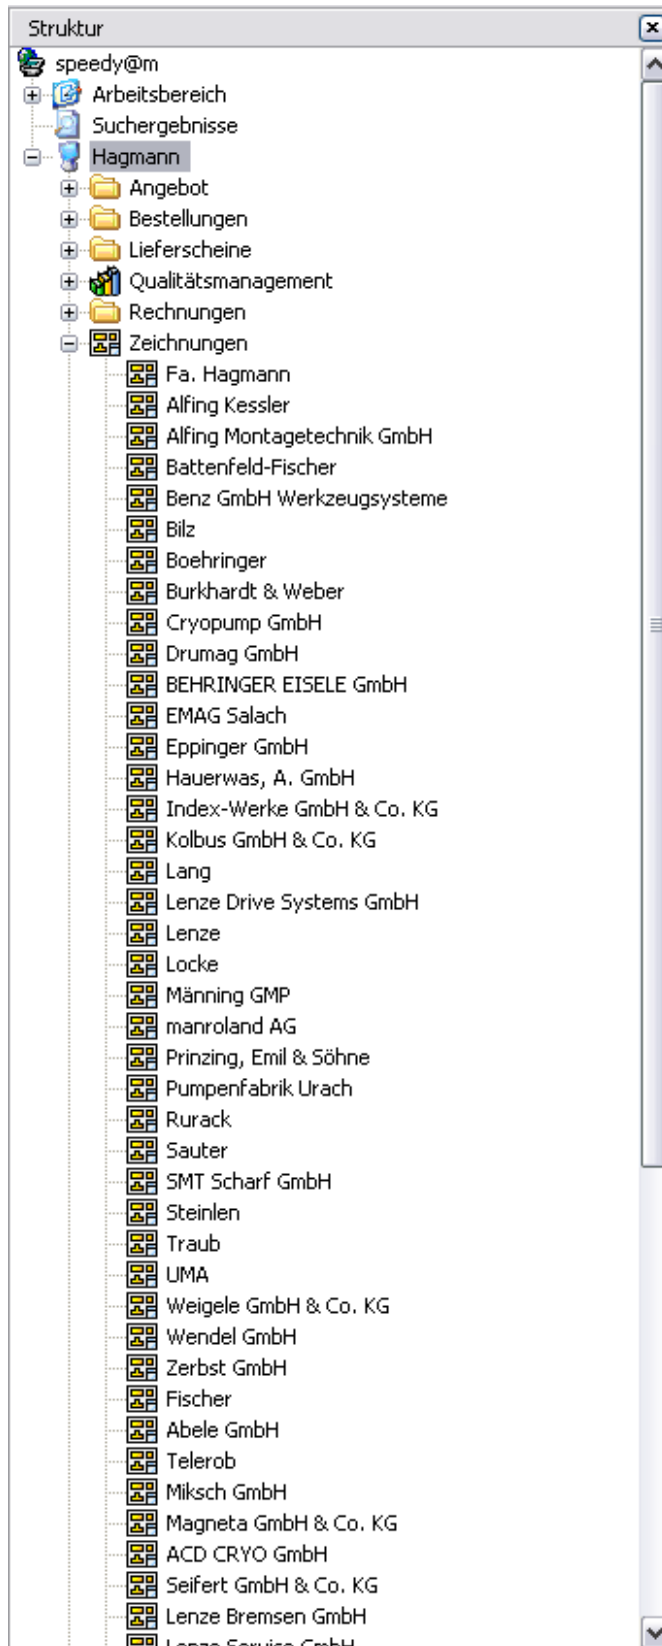 Struktur
speedy@m
Arbeitsbereich
Suchergebnisse
Hagmann
Angebot
Bestellungen
Lieferscheine
Qualitätsmanagement
Rechnungen
Zeichnungen
Fa. Hagmann
Alfing Kessler
Alfing Montagetechnik GmbH
Battenfeld-Fischer
Benz GmbH Werkzeugsysteme
Bilz
Boehringer
Burkhardt & Weber
Cryopump GmbH
Drumag GmbH
BEHRINGER EISELE GmbH
EMAG Salach
Eppinger GmbH
Hauerwas, A. GmbH
Index-Werke GmbH & Co. KG
Kolbus GmbH & Co. KG
Lang
Lenze Drive Systems GmbH
Lenze
Locke
Männing GMP
manroland AG
Prinzing, Emil & Söhne
Pumpenfabrik Urach
Rurack
Sauter
SMT Scharf GmbH
Steinlen
Traub
UMA
Weigele GmbH & Co. KG
Wendel GmbH
Zerbst GmbH
Fischer
Abele GmbH
Telerob
Miksch GmbH
Magneta GmbH & Co. KG
ACD CRYO GmbH
Seifert GmbH & Co. KG
Lenze Bremsen GmbH
Lenze Service GmbH